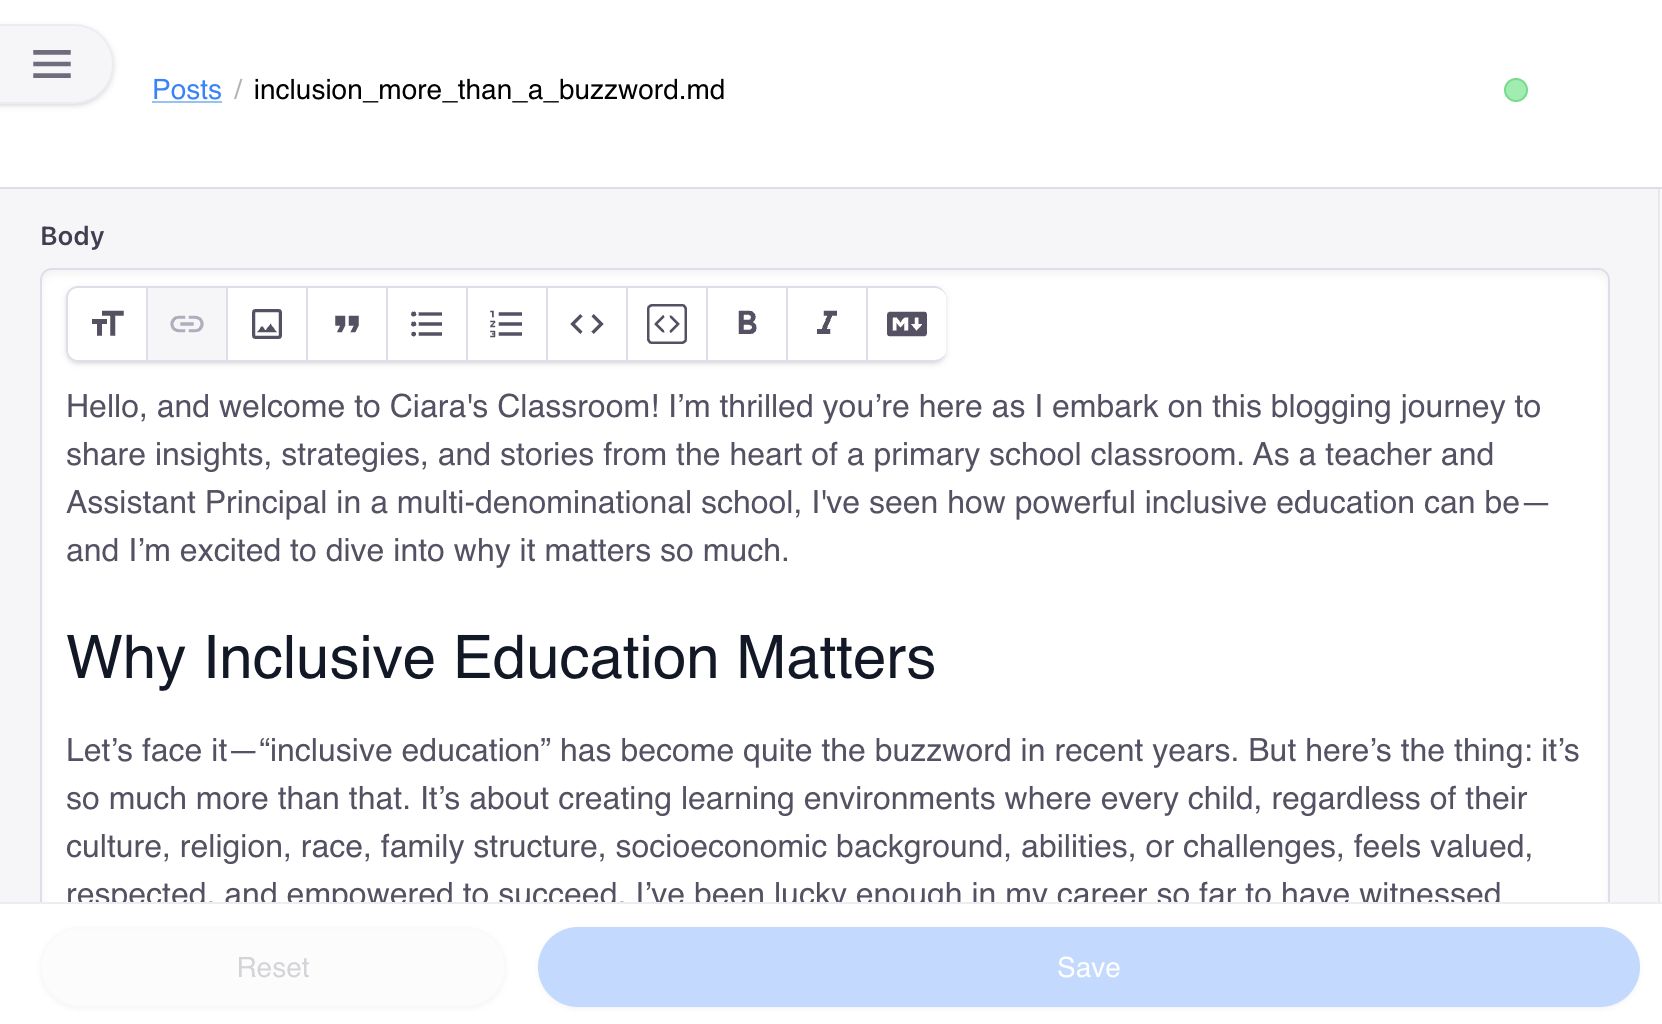 Posts / inclusion_more_than_a_buzzword.md
Body
Hello, and welcome to Ciara's Classroom! I’m thrilled you’re here as I embark on this blogging journey to
share insights, strategies, and stories from the heart of a primary school classroom. As a teacher and
Assistant Principal in a multi-denominational school, I've seen how powerful inclusive education can be—
and I’m excited to dive into why it matters so much.
Why Inclusive Education Matters
Let’s face it—“inclusive education” has become quite the buzzword in recent years. But here’s the thing: it’s
so much more than that. It’s about creating learning environments where every child, regardless of their
culture, religion, race, family structure, socioeconomic background, abilities, or challenges, feels valued,
respected, and empowered to succeed. I’ve been lucky enough in my career so far to have witnessed
Reset
Save